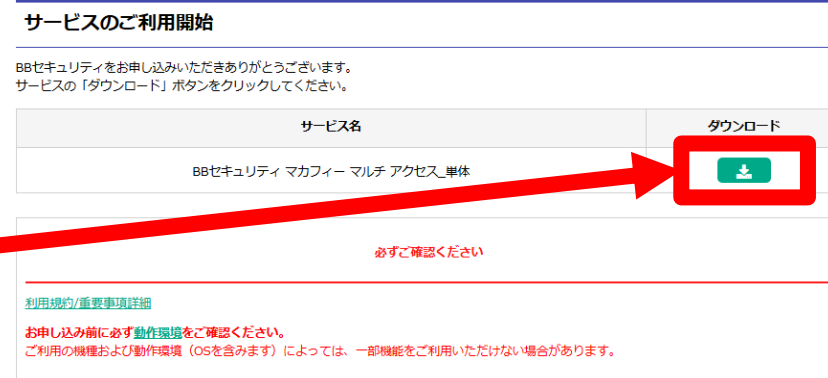 サービスのご利用開始
BBセキュリティをお申し込みいただきありがとうございます。
サービスの「ダウンロード」ボタンをクリックしてください。
サービス名 ダウンロード
BBセキュリティ マカフィー マルチ アクセス_単体
必ずご確認ください
利用規約/重要事項詳細
お申し込み前に必ず動作環境をご確認ください。
ご利用の機種および動作環境（OSを含みます）によっては、一部機能をご利用いただけない場合があります。